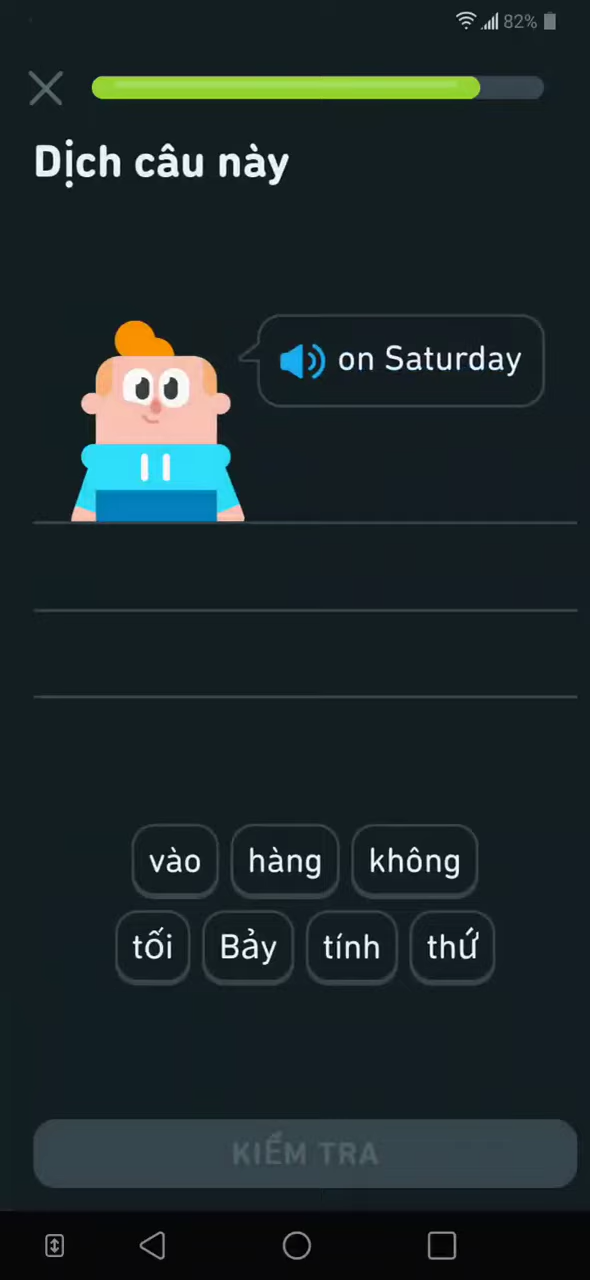 82%
Dịch câu này
on Saturday
vào hàng không
tối Bảy tính thứ
KIỂM TRA